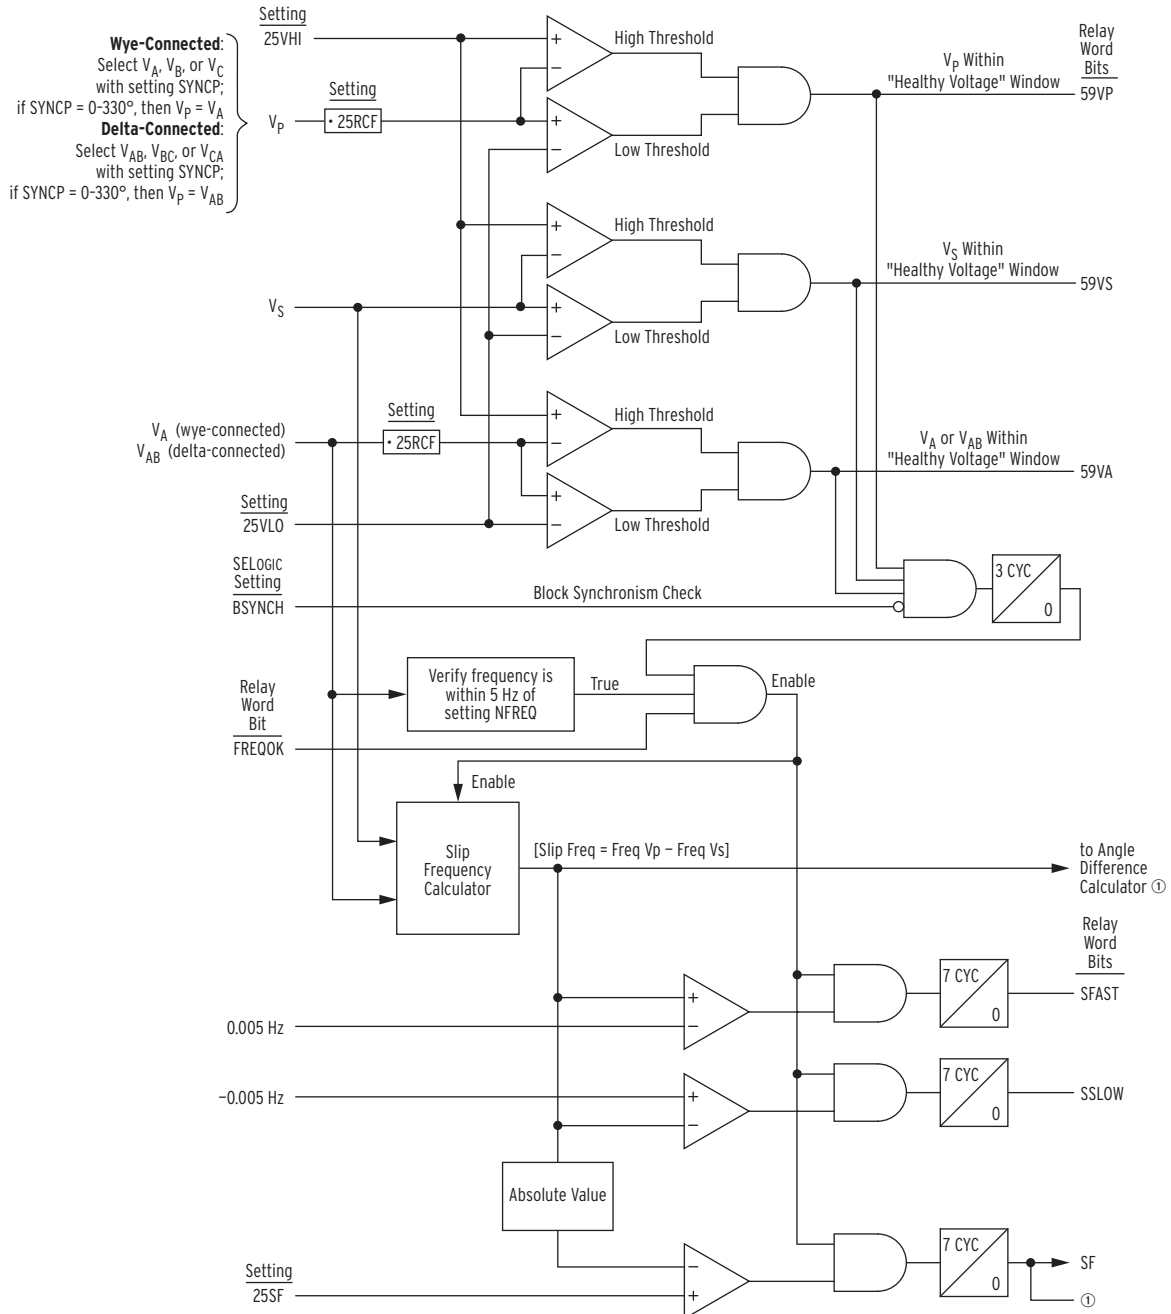 Setting
25VHI
Wye-Connected:
Select VA, VB, or VC
with setting SYNCP;
if SYNCP = 0-330°, then VP = VA
Delta-Connected:
Select VAB, VBC, or VCA
with setting SYNCP;
if SYNCP = 0-330°, then VP = VAB
VP
Setting
• 25RCF
+
−
High Threshold
+
−
Low Threshold
VP Within
"Healthy Voltage" Window
Relay
Word
Bits
59VP
+
−
High Threshold
VS
+
−
Low Threshold
VS Within
"Healthy Voltage" Window
59VS
VA (wye-connected)
VAB (delta-connected)
Setting
• 25RCF
+
−
High Threshold
+
−
Low Threshold
VA or VAB Within
"Healthy Voltage" Window
59VA
Setting
25VLO
SELOGIC
Setting
BSYNCH
Block Synchronism Check
3 CYC
0
Verify frequency is
within 5 Hz of
setting NFREQ
True
Enable
Relay
Word
Bit
FREQOK
Enable
Slip
Frequency
Calculator
[Slip Freq = Freq Vp − Freq Vs]
to Angle
Difference
Calculator ①
Relay
Word
Bits
0.005 Hz
+
−
7 CYC
0
SFAST
−0.005 Hz
+
−
7 CYC
0
SSLOW
Absolute Value
Setting
25SF
−
+
7 CYC
0
SF
①